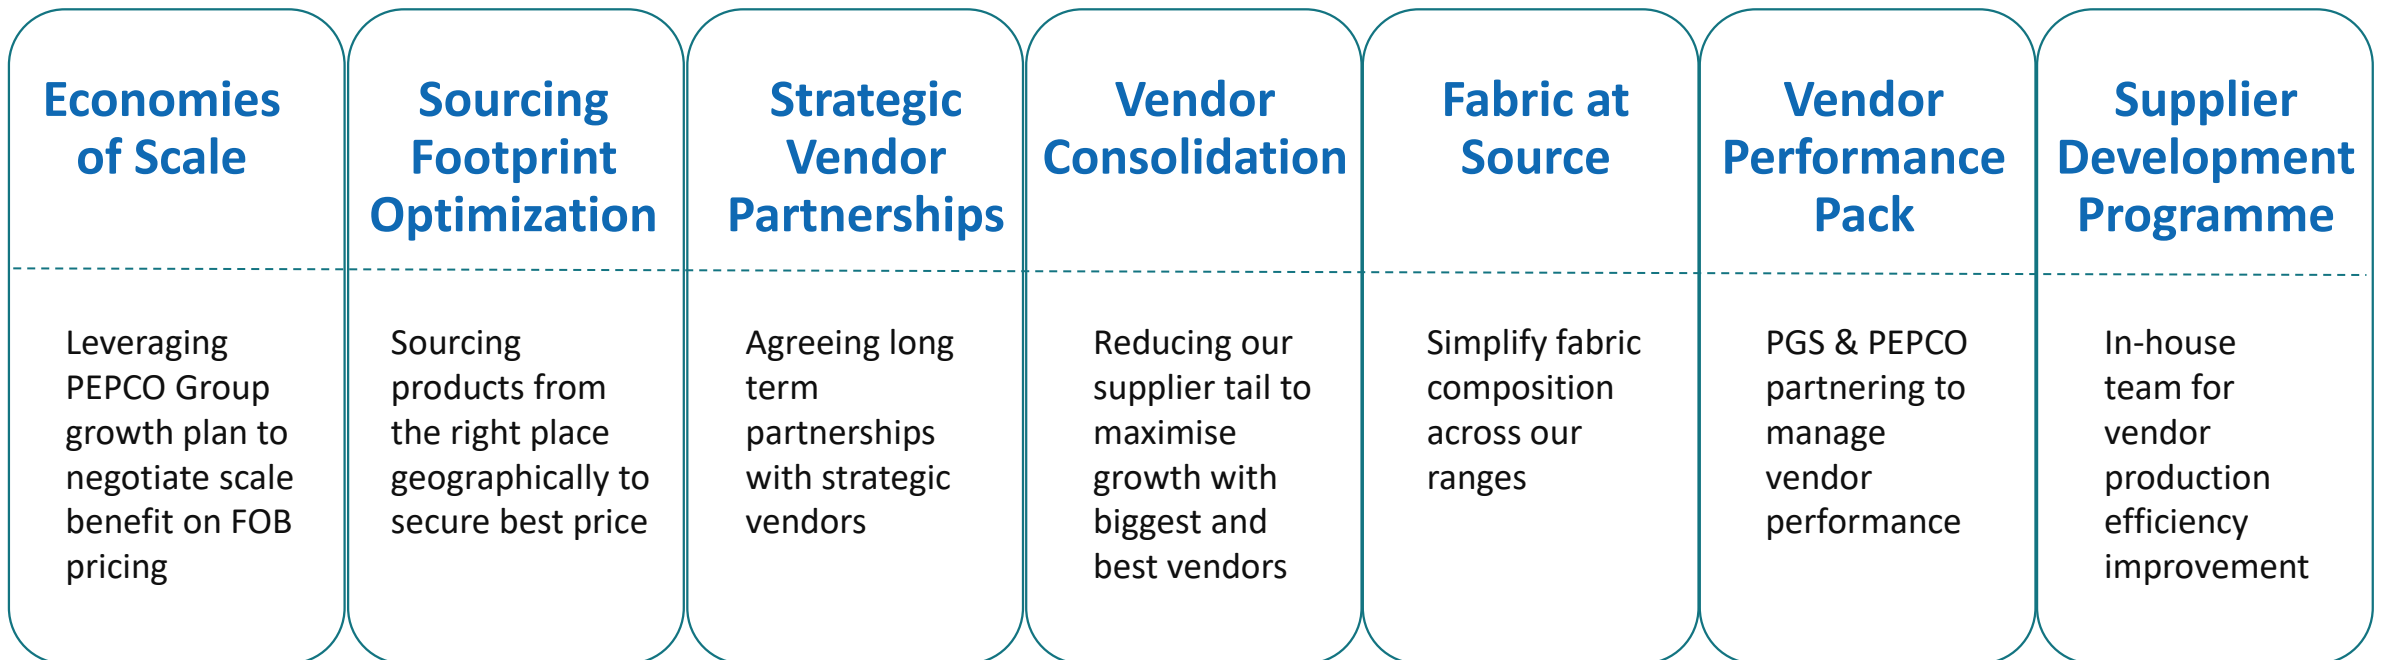 Economies
of Scale
Leveraging
PEPCO Group
growth plan to
negotiate scale
benefit on FOB
pricing
Sourcing
Footprint
Optimization
Sourcing
products from
the right place
geographically to
secure best price
Strategic
Vendor
Partnerships
Agreeing long
term
partnerships
with strategic
vendors
Vendor
Consolidation
Reducing our
supplier tail to
maximise
growth with
biggest and
best vendors
Fabric at
Source
Simplify fabric
composition
across our
ranges
Vendor
Performance
Pack
PGS & PEPCO
partnering to
manage
vendor
performance
Supplier
Development
Programme
In-house
team for
vendor
production
efficiency
improvement